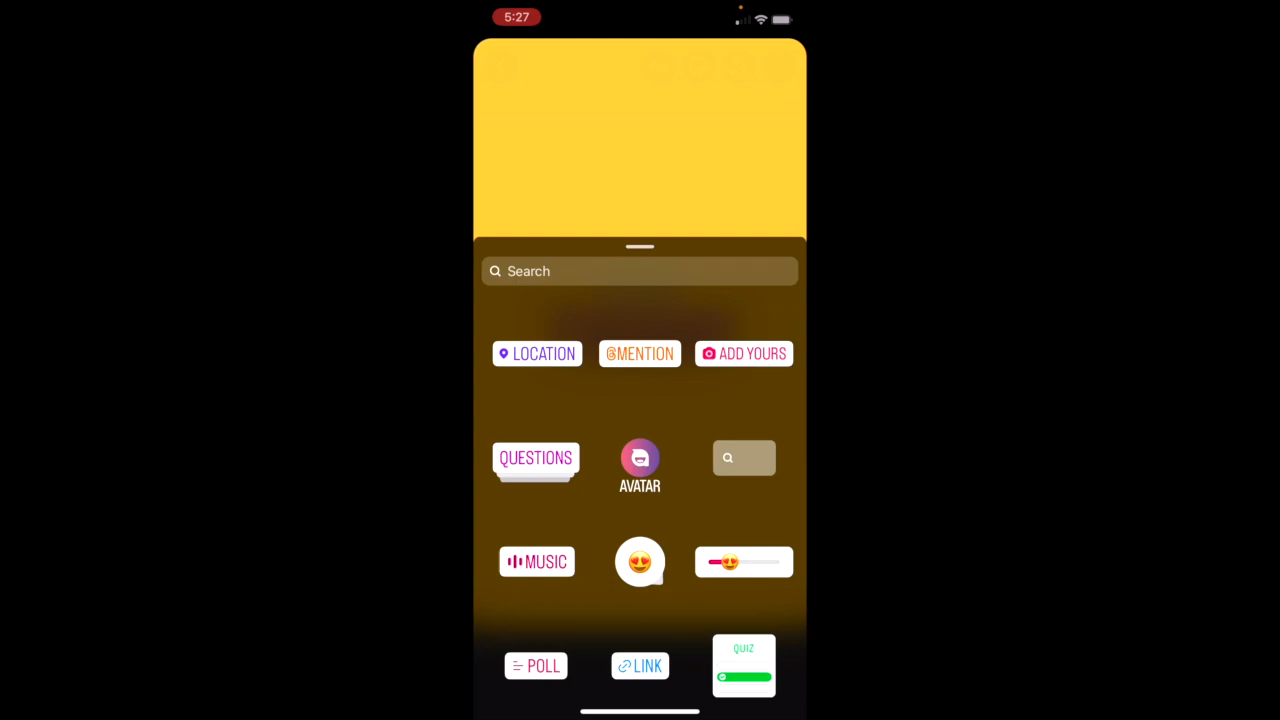 5:27
Search
LOCATION
@MENTION
ADD YOURS
QUESTIONS
AVATAR
MUSIC
POLL
LINK
QUIZ